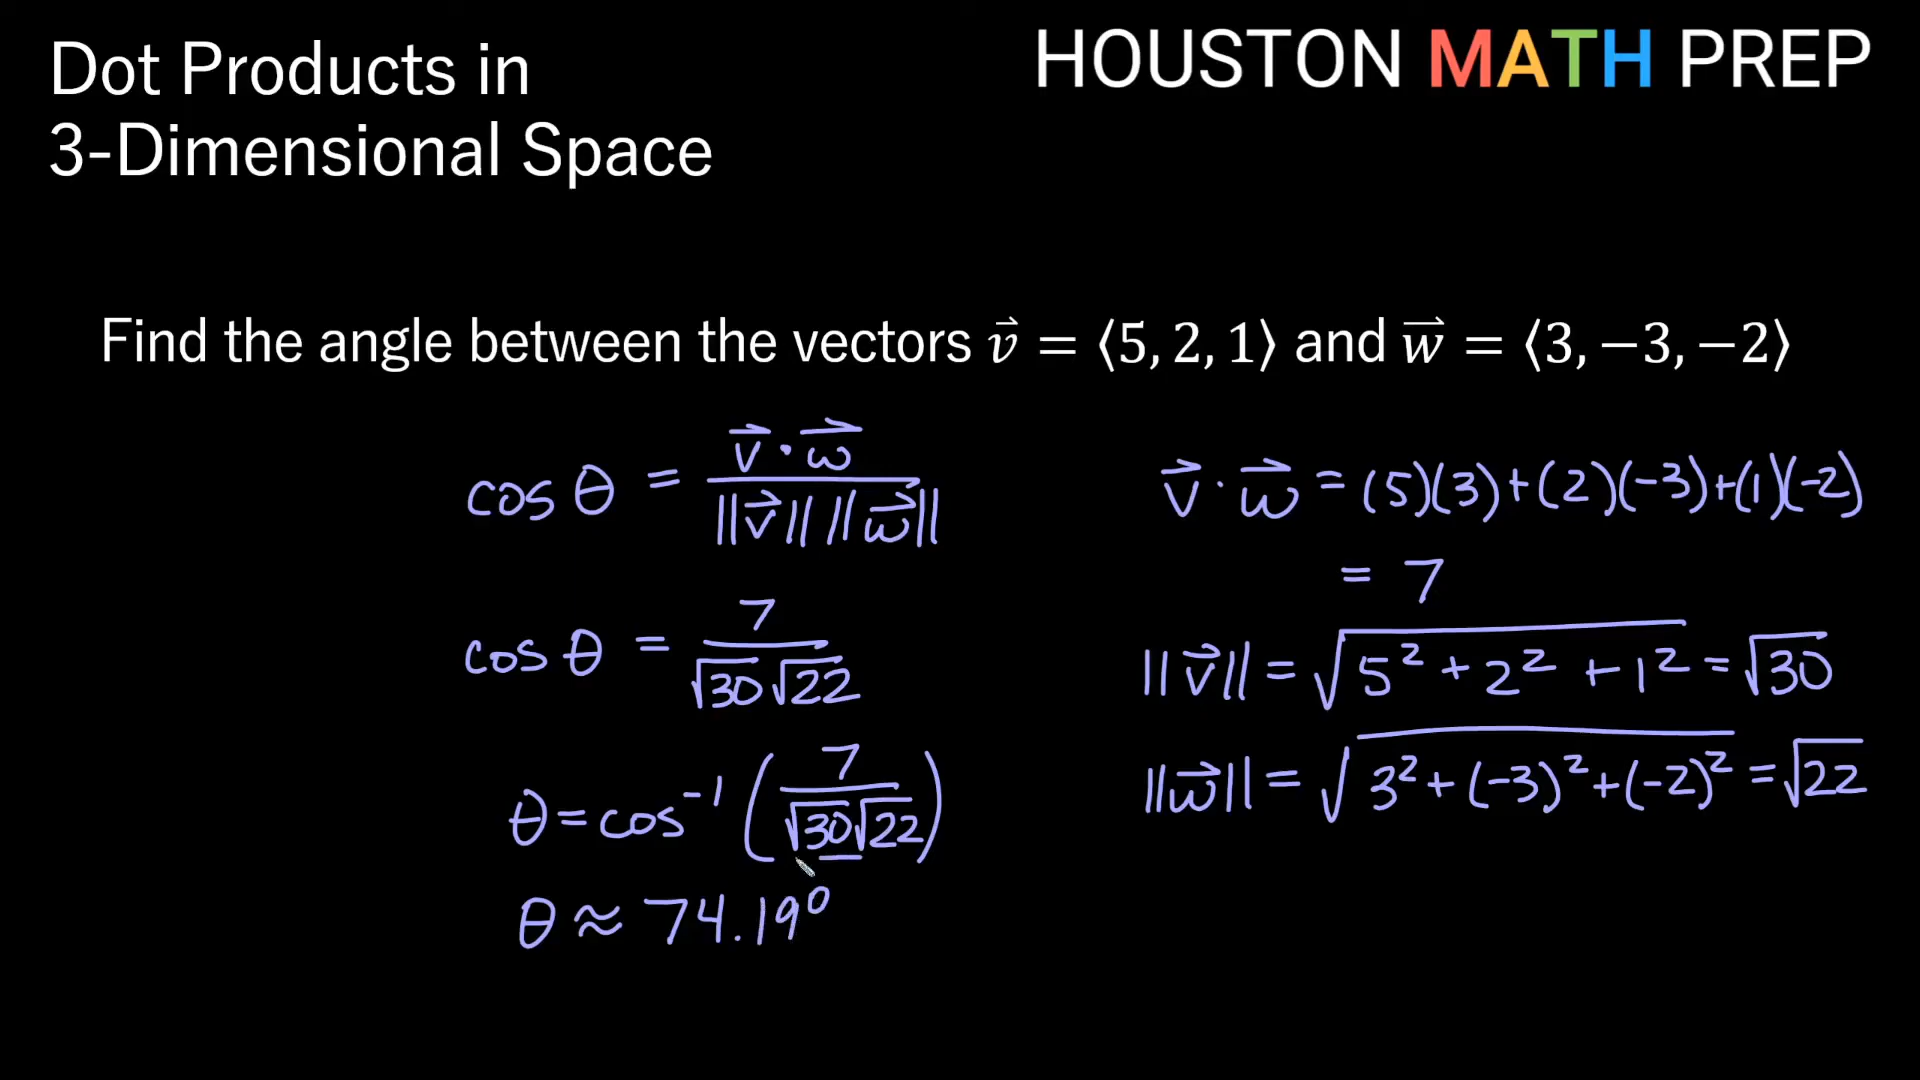 Dot Products in
3-Dimensional Space
HOUSTON MATH PREP
Find the angle between the vectors v⃗ = ⟨5, 2, 1⟩ and w⃗ = ⟨3, −3, −2⟩
cos θ = (v⃗ · w⃗) / (||v⃗|| ||w⃗||)
cos θ = 7 / (√30 √22)
θ = cos⁻¹ (7 / (√30 √22))
θ ≈ 74.19°
v⃗ · w⃗ = (5)(3)+(2)(-3)+(1)(-2)
= 7
||v⃗|| = √(5² + 2² + 1²) = √30
||w⃗|| = √(3² + (-3)² + (-2)²) = √22